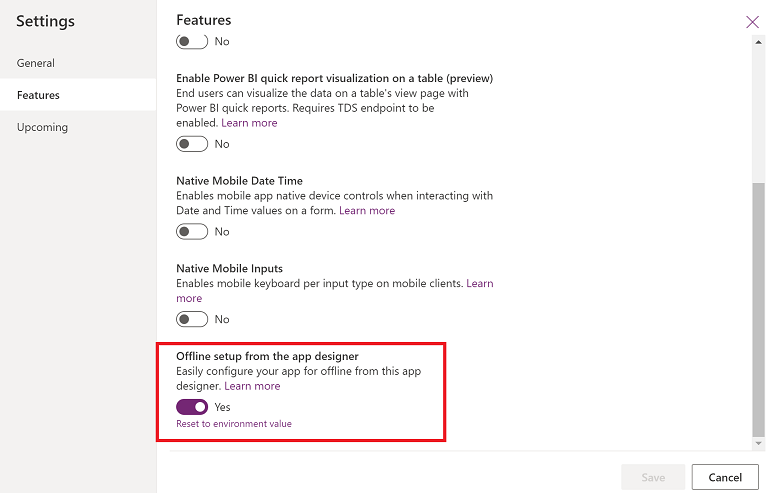 Settings
Features
General
Features
Upcoming
No
Enable Power BI quick report visualization on a table (preview)
End users can visualize the data on a table's view page with
Power BI quick reports. Requires TDS endpoint to be
enabled. Learn more
No
Native Mobile Date Time
Enables mobile app native device controls when interacting with
Date and Time values on a form. Learn more
No
Native Mobile Inputs
Enables mobile keyboard per input type on mobile clients. Learn
more
No
Offline setup from the app designer
Easily configure your app for offline from this app
designer. Learn more
Yes
Reset to environment value
Save
Cancel